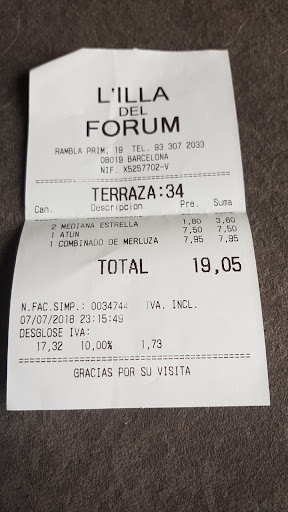 L'ILLA
DEL
FORUM
RAMBLA PRIM, 19 TEL. 93 307 2033
08019 BARCELONA
NIF. X5257702-V
TERRAZA:34
Can. Descripcion Pre. Suma
2 MEDIANA ESTRELLA 1,80 3,60
1 ATUN 7,50 7,50
1 COMBINADO DE MERLUZA 7,95 7,95
TOTAL 19,05
N.FAC.SIMP.: 0034744 IVA. INCL.
07/07/2018 23:15:49
DESGLOSE IVA:
17,32 10,00% 1,73
GRACIAS POR SU VISITA